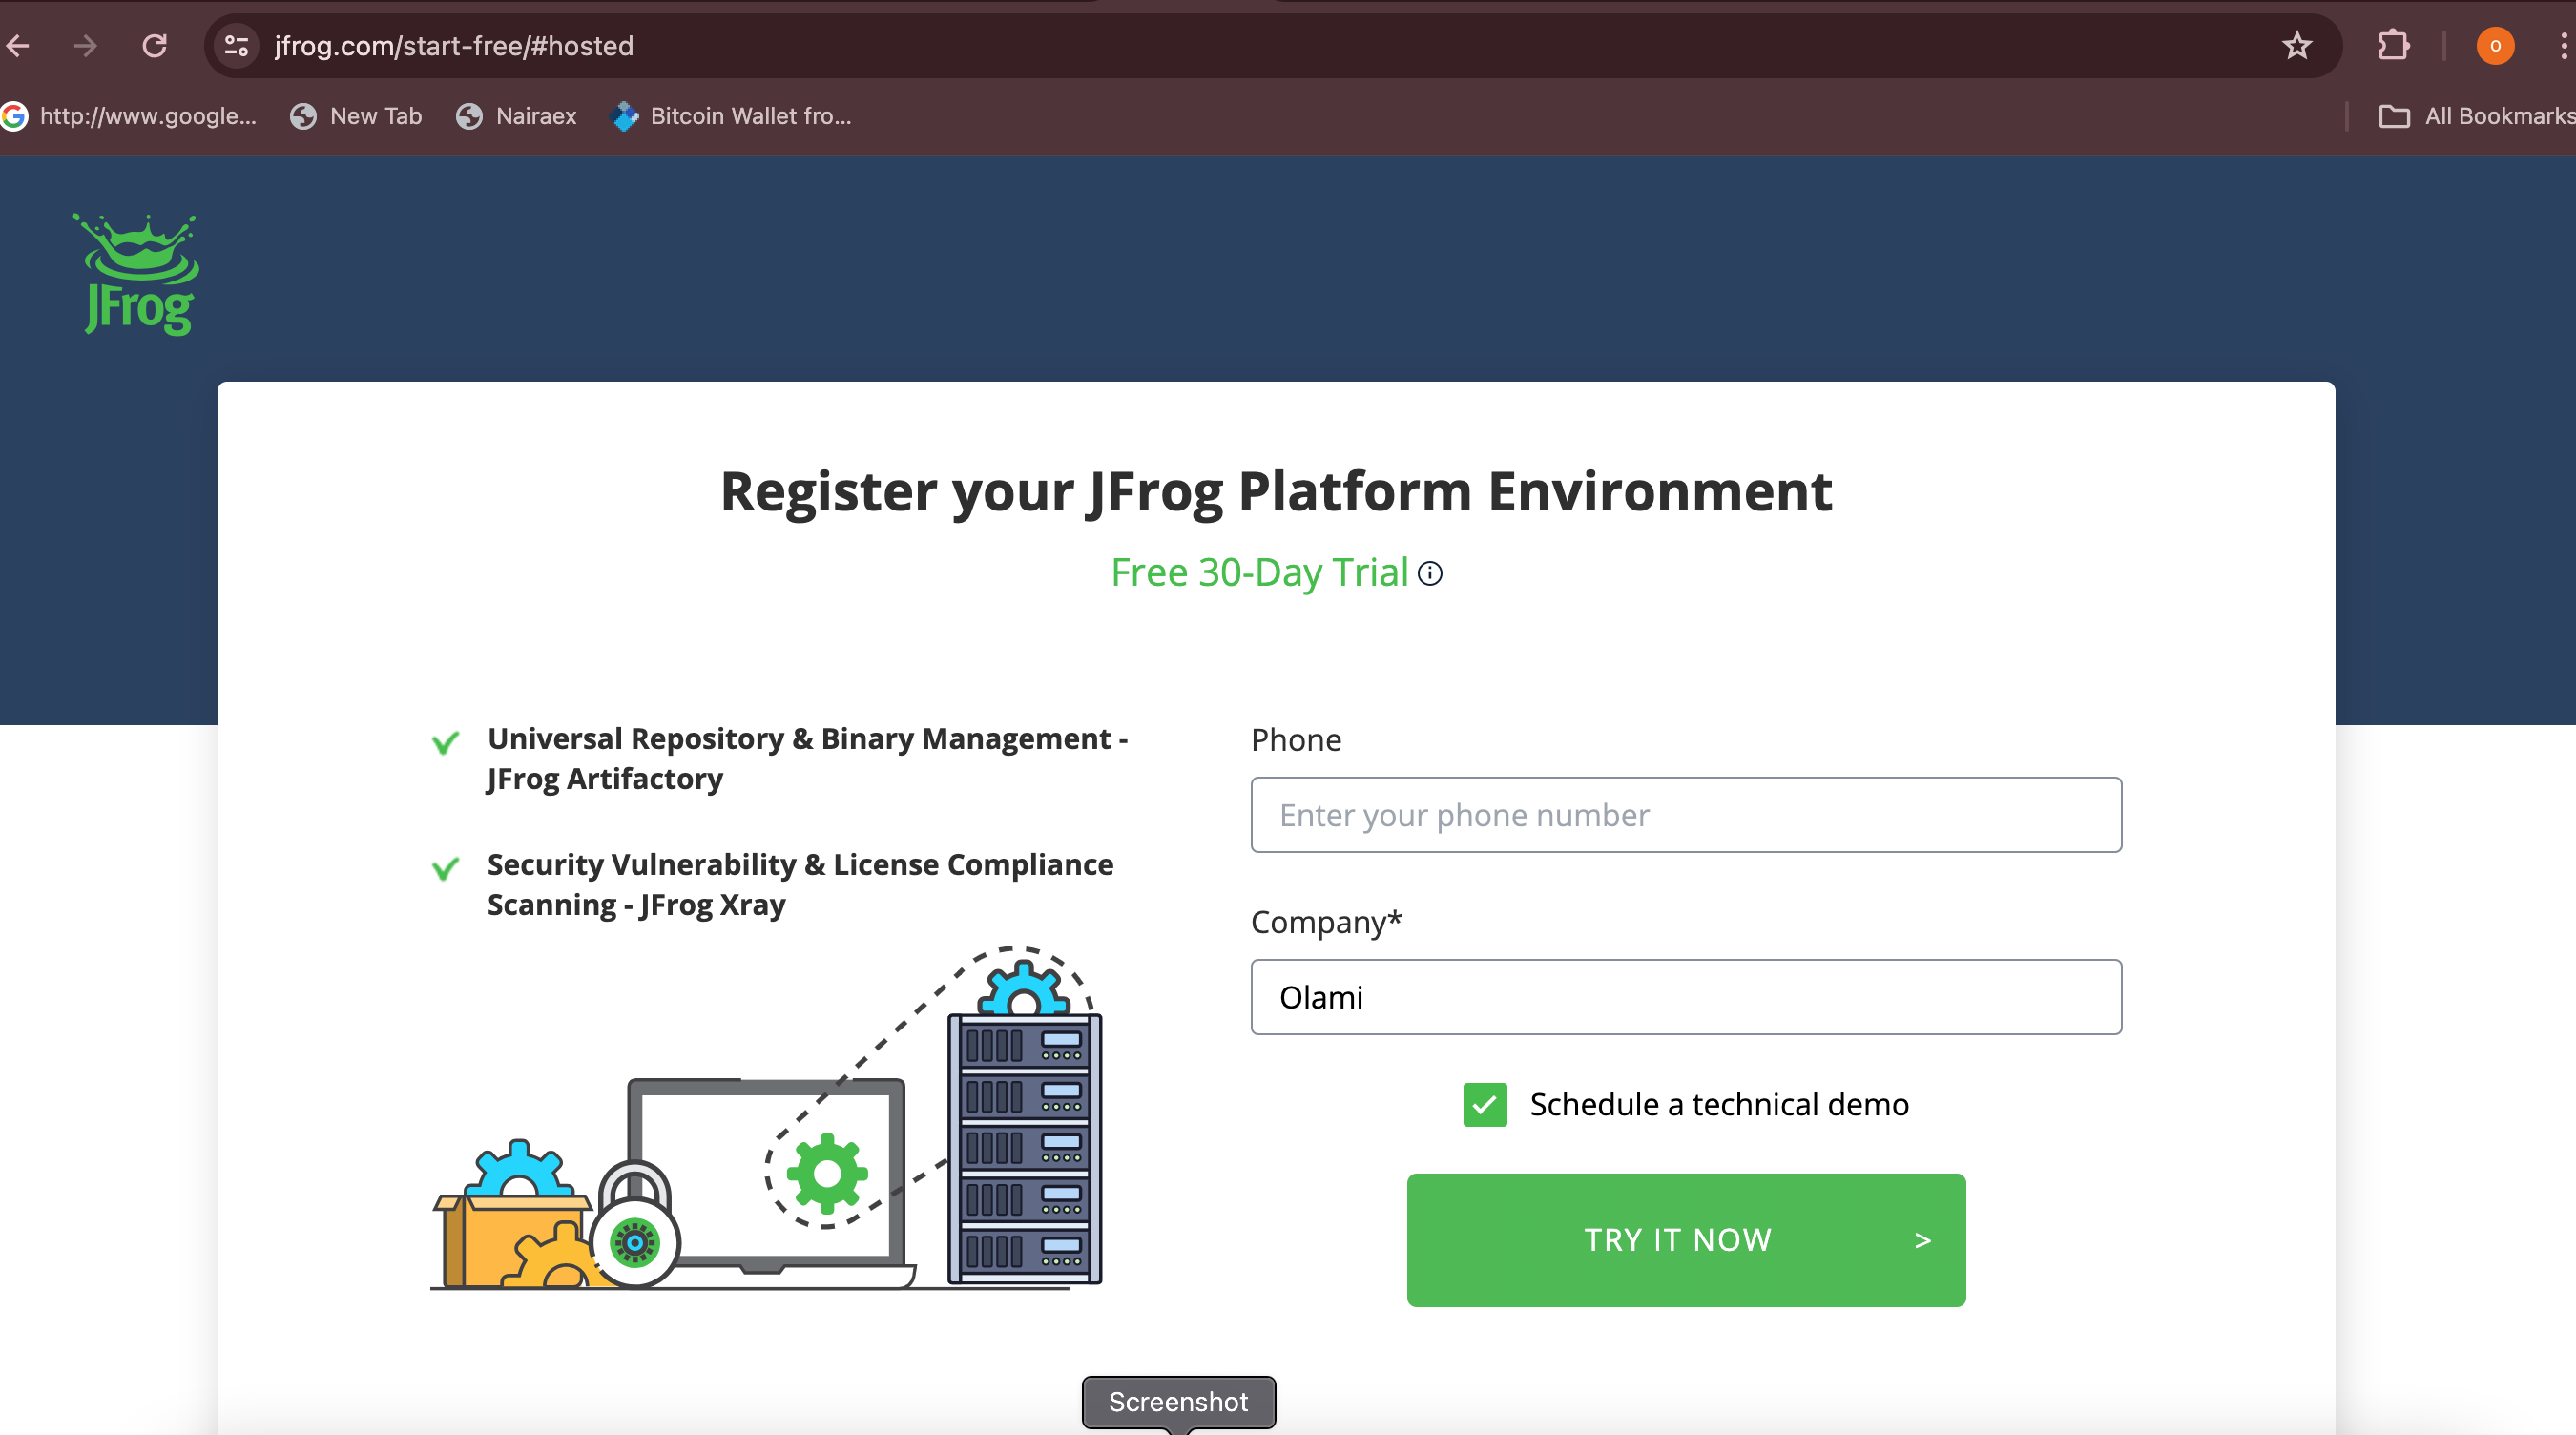 jfrog.com/start-free/#hosted
o
http://www.google...
New Tab
Nairaex
Bitcoin Wallet fro...
All Bookmarks
JFrog
Register your JFrog Platform Environment
Free 30-Day Trial
Universal Repository & Binary Management -
JFrog Artifactory
Security Vulnerability & License Compliance
Scanning - JFrog Xray
Phone
Enter your phone number
Company*
Olami
Schedule a technical demo
TRY IT NOW >
Screenshot